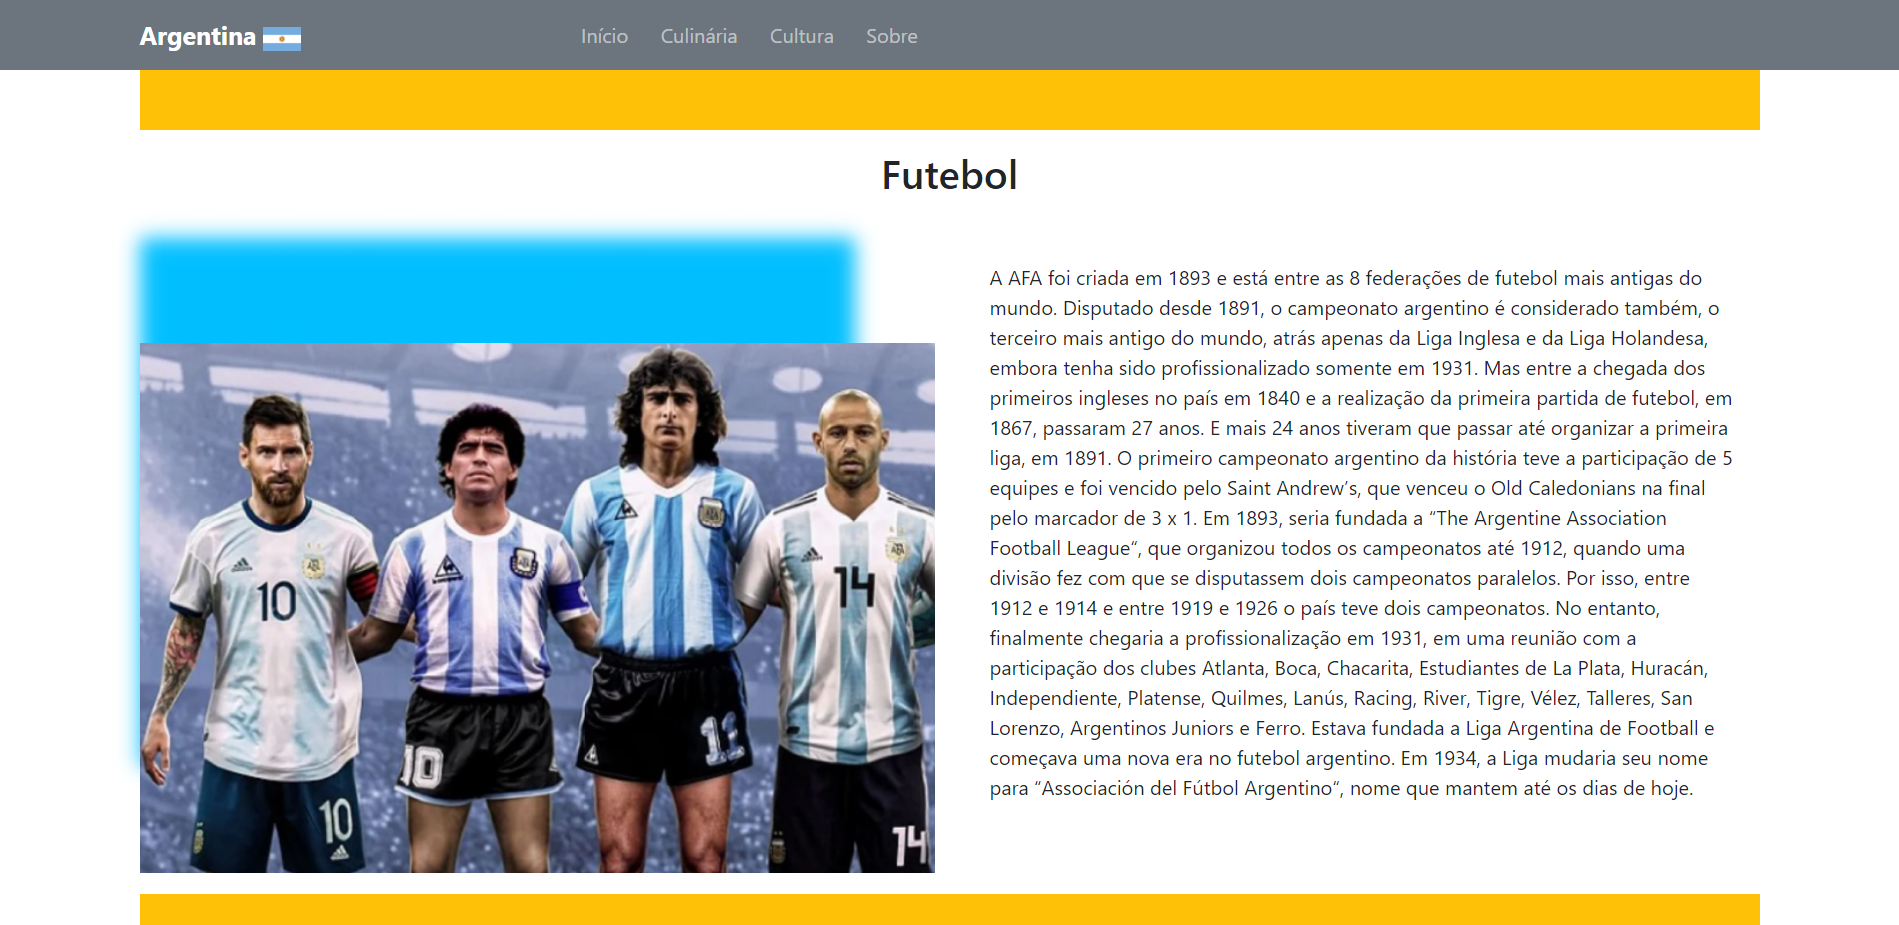 Argentina
Início Culinária Cultura Sobre
Futebol
A AFA foi criada em 1893 e está entre as 8 federações de futebol mais antigas do
mundo. Disputado desde 1891, o campeonato argentino é considerado também, o
terceiro mais antigo do mundo, atrás apenas da Liga Inglesa e da Liga Holandesa,
embora tenha sido profissionalizado somente em 1931. Mas entre a chegada dos
primeiros ingleses no país em 1840 e a realização da primeira partida de futebol, em
1867, passaram 27 anos. E mais 24 anos tiveram que passar até organizar a primeira
liga, em 1891. O primeiro campeonato argentino da história teve a participação de 5
equipes e foi vencido pelo Saint Andrew’s, que venceu o Old Caledonians na final
pelo marcador de 3 x 1. Em 1893, seria fundada a “The Argentine Association
Football League“, que organizou todos os campeonatos até 1912, quando uma
divisão fez com que se disputassem dois campeonatos paralelos. Por isso, entre
1912 e 1914 e entre 1919 e 1926 o país teve dois campeonatos. No entanto,
finalmente chegaria a profissionalização em 1931, em uma reunião com a
participação dos clubes Atlanta, Boca, Chacarita, Estudiantes de La Plata, Huracán,
Independiente, Platense, Quilmes, Lanús, Racing, River, Tigre, Vélez, Talleres, San
Lorenzo, Argentinos Juniors e Ferro. Estava fundada a Liga Argentina de Football e
começava uma nova era no futebol argentino. Em 1934, a Liga mudaria seu nome
para “Associación del Fútbol Argentino“, nome que mantem até os dias de hoje.
10
14
10
10
14